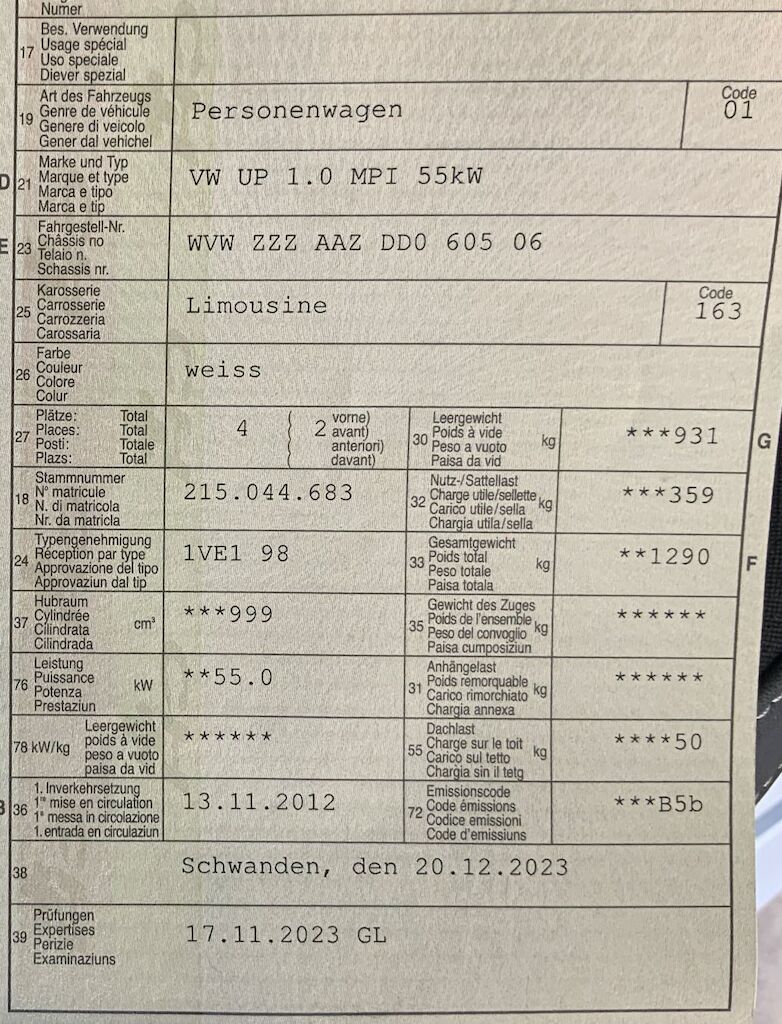 Numer
17 Bes. Verwendung
Usage spécial
Uso speciale
Diever spezial
19 Art des Fahrzeugs
Genre de véhicule
Genere di veicolo
Gener dal vehichel
Personenwagen
Code
01
D 21 Marke und Typ
Marque et type
Marca e tipo
Marca e tip
VW UP 1.0 MPI 55kW
E 23 Fahrgestell-Nr.
Châssis no
Telaio n.
Schassis nr.
WVW ZZZ AAZ DD0 605 06
25 Karosserie
Carrosserie
Carrozzeria
Carossaria
Limousine
Code
163
26 Farbe
Couleur
Colore
Colur
weiss
27 Plätze: Total
Places: Total
Posti: Totale
Plazs: Total
4 ( 2 vorne)
avant)
anteriori)
davant)
30 Leergewicht
Poids à vide
Peso a vuoto
Paisa da vid
kg
***931
G
18 Stammnummer
N° matricule
N. di matricola
Nr. da matricla
215.044.683
32 Nutz-/Sattellast
Charge utile/sellette
Carico utile/sella
Chargia utila/sella
kg
***359
24 Typengenehmigung
Réception par type
Approvazione del tipo
Approvaziun dal tip
1VE1 98
33 Gesamtgewicht
Poids total
Peso totale
Paisa totala
kg
**1290
F
37 Hubraum
Cylindrée
Cilindrata
Cilindrada
cm³
***999
35 Gewicht des Zuges
Poids de l'ensemble
Peso del convoglio
Paisa cumposiziun
kg
******
76 Leistung
Puissance
Potenza
Prestaziun
kW
**55.0
31 Anhängelast
Poids remorquable
Carico rimorchiato
Chargia annexa
kg
******
78 kW/kg
Leergewicht
poids à vide
peso a vuoto
paisa da vid
******
55 Dachlast
Charge sur le toit
Carico sul tetto
Chargia sin il tetg
kg
****50
B 36 1. Inverkehrsetzung
1re mise en circulation
1a messa in circolazione
1. entrada en circulaziun
13.11.2012
72 Emissionscode
Code émissions
Codice emissioni
Code d'emissiuns
***B5b
38 Schwanden, den 20.12.2023
39 Prüfungen
Expertises
Perizie
Examinaziuns
17.11.2023 GL